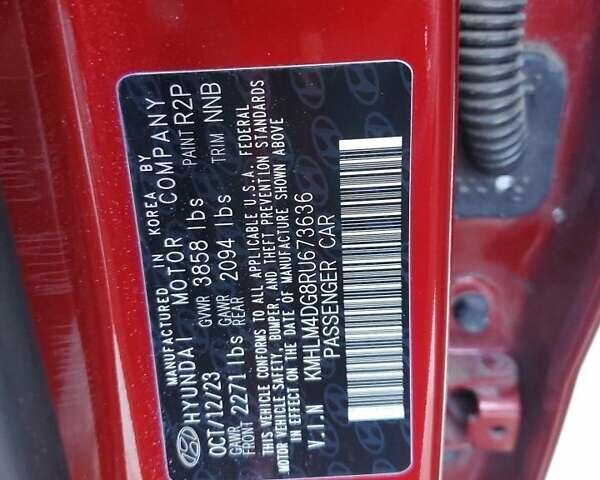 MANUFACTURED IN KOREA BY
HYUNDAI MOTOR COMPANY
OCT/12/23 GVWR 3858 lbs PAINT R2P
GAWR FRONT 2271 lbs GAWR REAR 2094 lbs TRIM NNB
THIS VEHICLE CONFORMS TO ALL APPLICABLE U.S.A. FEDERAL
MOTOR VEHICLE SAFETY, BUMPER, AND THEFT PREVENTION STANDARDS
IN EFFECT ON THE DATE OF MANUFACTURE SHOWN ABOVE
V.I.N KMHLM4DG8RU673636
PASSENGER CAR